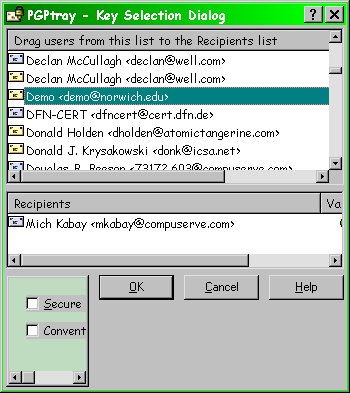 PGPtray - Key Selection Dialog
Drag users from this list to the Recipients list
Declan McCullagh <declan@well.com>
Declan McCullagh <declan@well.com>
Demo <demo@norwich.edu>
DFN-CERT <dfncert@cert.dfn.de>
Donald Holden <dholden@atomictangerine.com>
Donald J. Krysakowski <donk@icsa.net>
Douglas R. Reeson <73172.603@compuserve.com>
Recipients Va
Mich Kabay <mkabay@compuserve.com>
OK Cancel Help
Secure
Convent